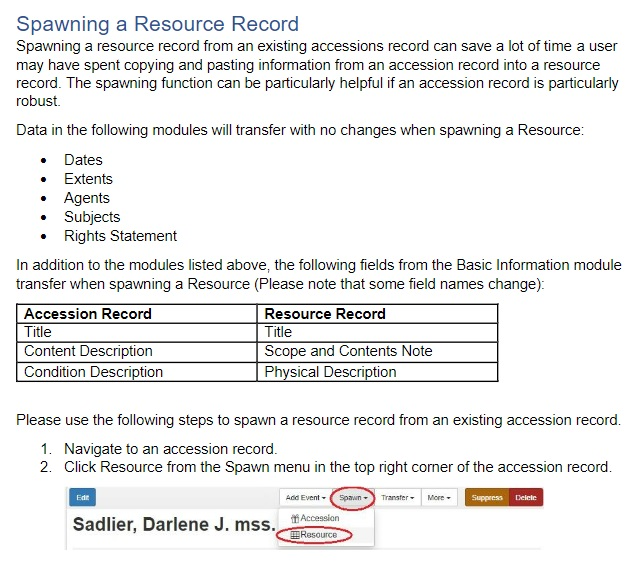 Spawning a Resource Record
Spawning a resource record from an existing accessions record can save a lot of time a user
may have spent copying and pasting information from an accession record into a resource
record. The spawning function can be particularly helpful if an accession record is particularly
robust.
Data in the following modules will transfer with no changes when spawning a Resource:
• Dates
• Extents
• Agents
• Subjects
• Rights Statement
In addition to the modules listed above, the following fields from the Basic Information module
transfer when spawning a Resource (Please note that some field names change):
Accession Record Resource Record
Title Title
Content Description Scope and Contents Note
Condition Description Physical Description
Please use the following steps to spawn a resource record from an existing accession record.
1. Navigate to an accession record.
2. Click Resource from the Spawn menu in the top right corner of the accession record.
Edit Add Event Spawn Transfer More Suppress Delete
Accession
Sadlier, Darlene J. mss.
Resource